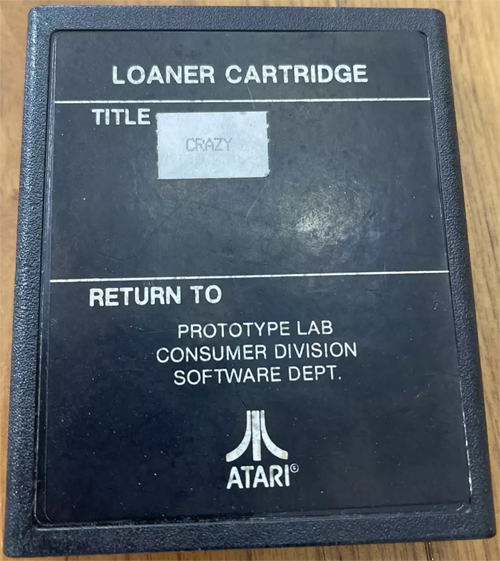 LOANER CARTRIDGE
TITLE
CRAZY
RETURN TO
PROTOTYPE LAB
CONSUMER DIVISION
SOFTWARE DEPT.
ATARI©